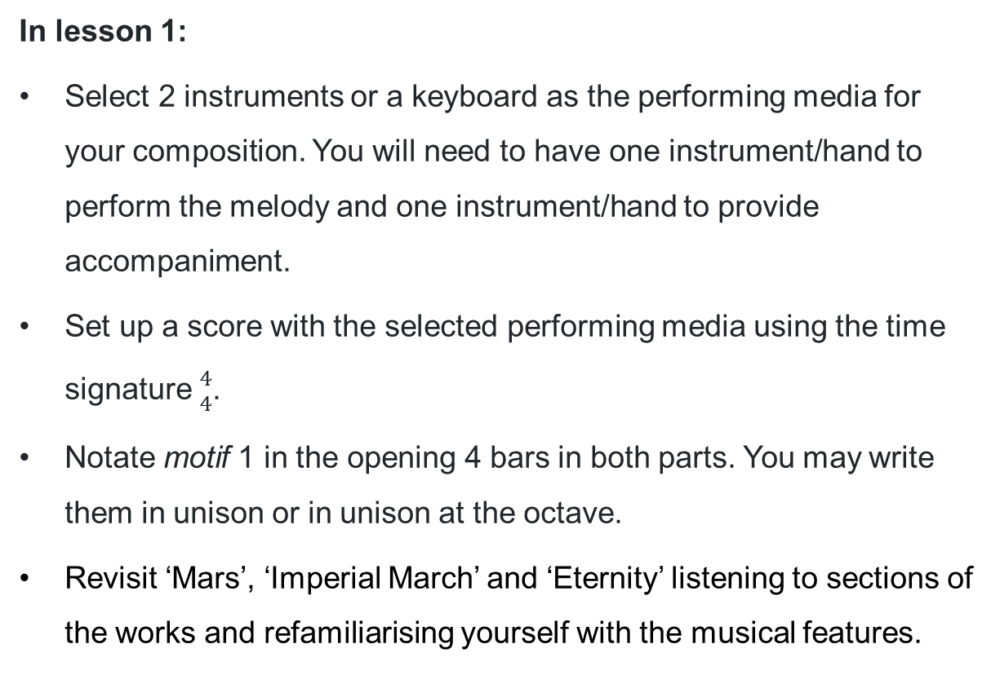 In lesson 1:
• Select 2 instruments or a keyboard as the performing media for
your composition. You will need to have one instrument/hand to
perform the melody and one instrument/hand to provide
accompaniment.
• Set up a score with the selected performing media using the time
signature 4/4.
• Notate motif 1 in the opening 4 bars in both parts. You may write
them in unison or in unison at the octave.
• Revisit ‘Mars’, ‘Imperial March’ and ‘Eternity’ listening to sections of
the works and refamiliarising yourself with the musical features.